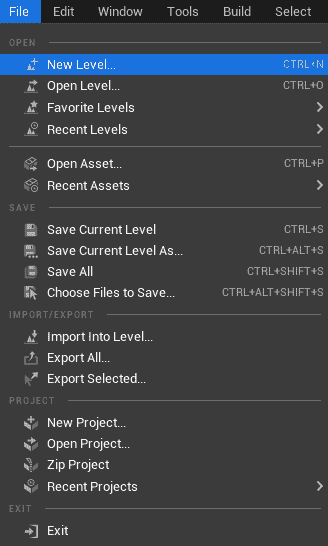 File Edit Window Tools Build Select
OPEN
New Level... CTRL+N
Open Level... CTRL+O
Favorite Levels
Recent Levels
Open Asset... CTRL+P
Recent Assets
SAVE
Save Current Level CTRL+S
Save Current Level As... CTRL+ALT+S
Save All CTRL+SHIFT+S
Choose Files to Save... CTRL+ALT+SHIFT+S
IMPORT/EXPORT
Import Into Level...
Export All...
Export Selected...
PROJECT
New Project...
Open Project...
Zip Project
Recent Projects
EXIT
Exit